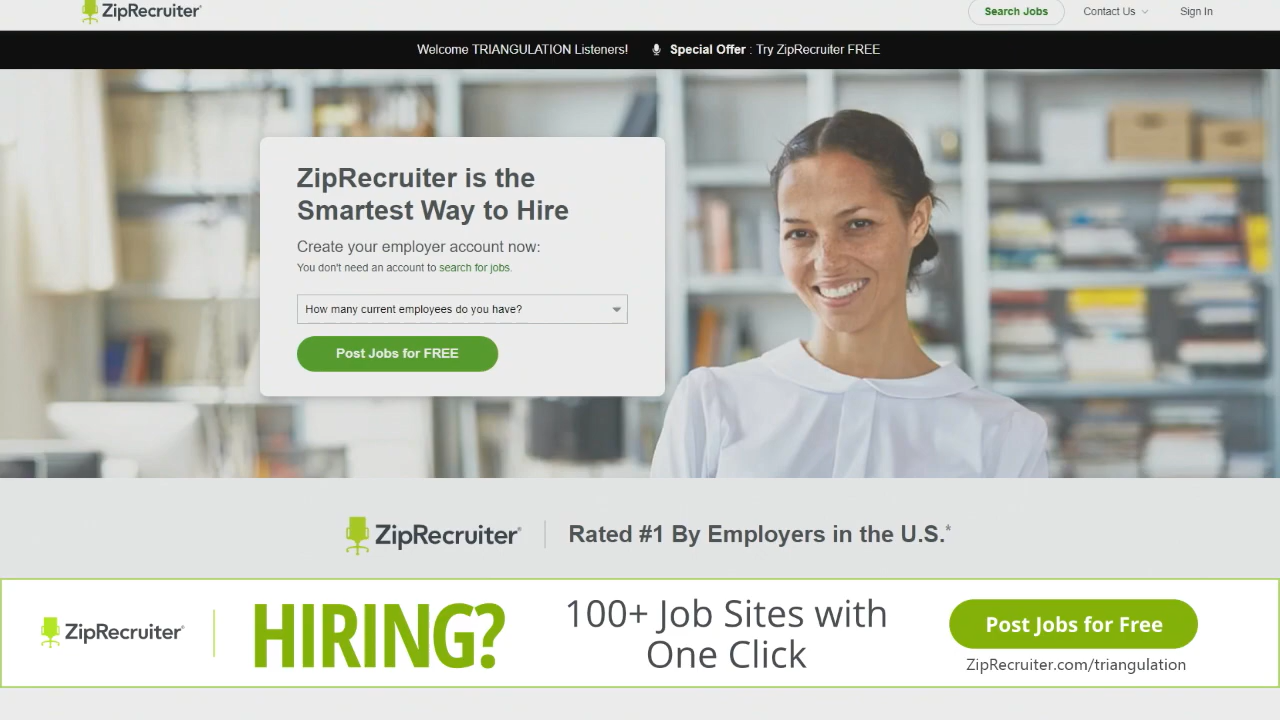 ZipRecruiter
Search Jobs
Contact Us
Sign In
Welcome TRIANGULATION Listeners!
Special Offer : Try ZipRecruiter FREE
ZipRecruiter is the
Smartest Way to Hire
Create your employer account now:
You don't need an account to search for jobs.
How many current employees do you have?
Post Jobs for FREE
ZipRecruiter®
Rated #1 By Employers in the U.S.*
ZipRecruiter®
HIRING?
100+ Job Sites with
One Click
Post Jobs for Free
ZipRecruiter.com/triangulation